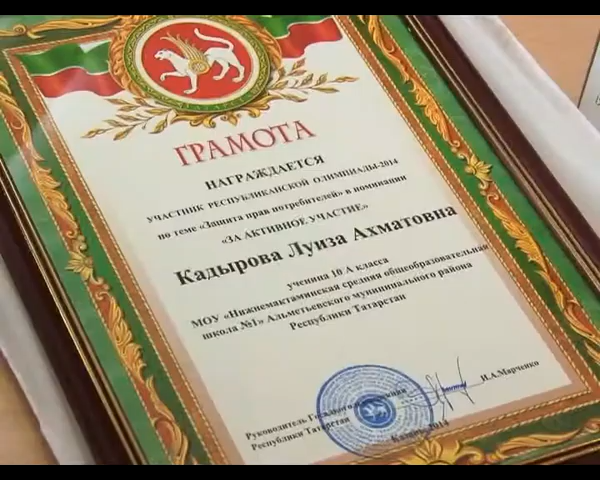 ГРАМОТА
НАГРАЖДАЕТСЯ
УЧАСТНИК РЕСПУБЛИКАНСКОЙ ОЛИМПИАДЫ-2014
по теме «Защита прав потребителей» в номинации
«ЗА АКТИВНОЕ УЧАСТИЕ»
Кадырова Луиза Ахматовна
ученица 10 А класса
МОУ «Нижнемактаминская средняя общеобразовательная
школа №1» Альметьевского муниципального района
Республики Татарстан
Руководитель
Республики Татарстан
И.А.Марченко
Казань 2014